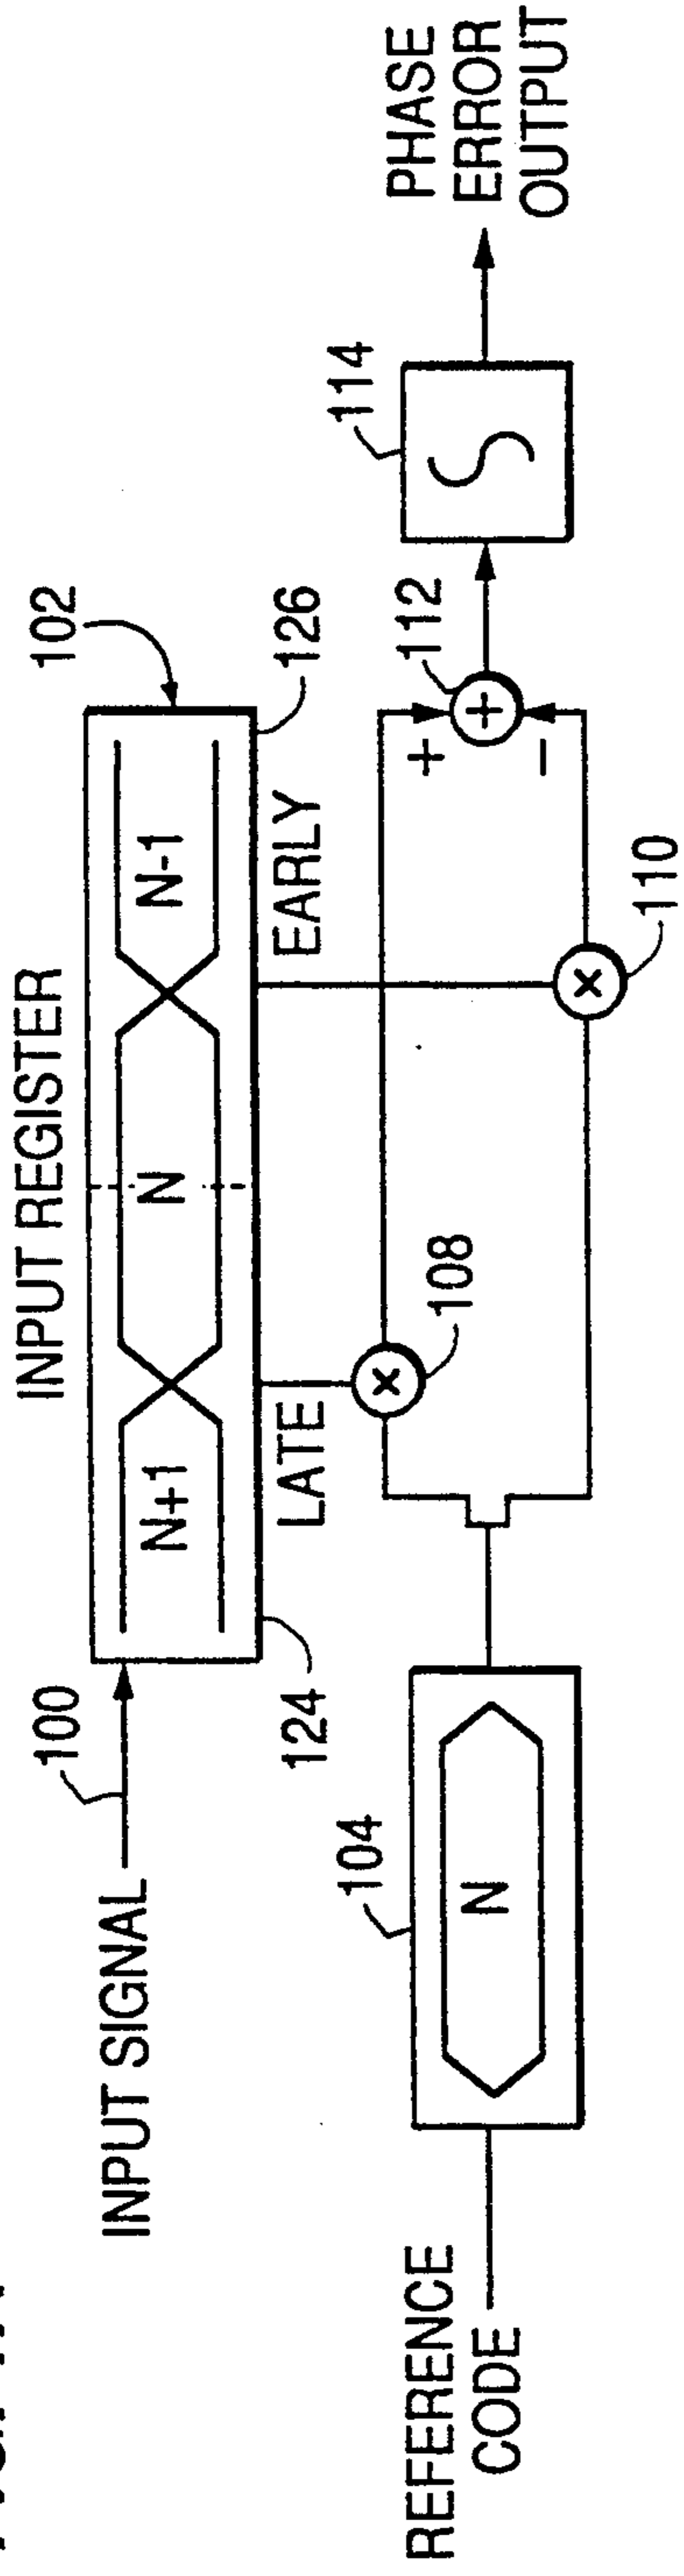 INPUT REGISTER
102
INPUT SIGNAL
100
N+1
N
N-1
124
LATE
EARLY
126
108
+
+
−
112
114
∫
PHASE
ERROR
OUTPUT
×
×
110
REFERENCE
CODE
104
N